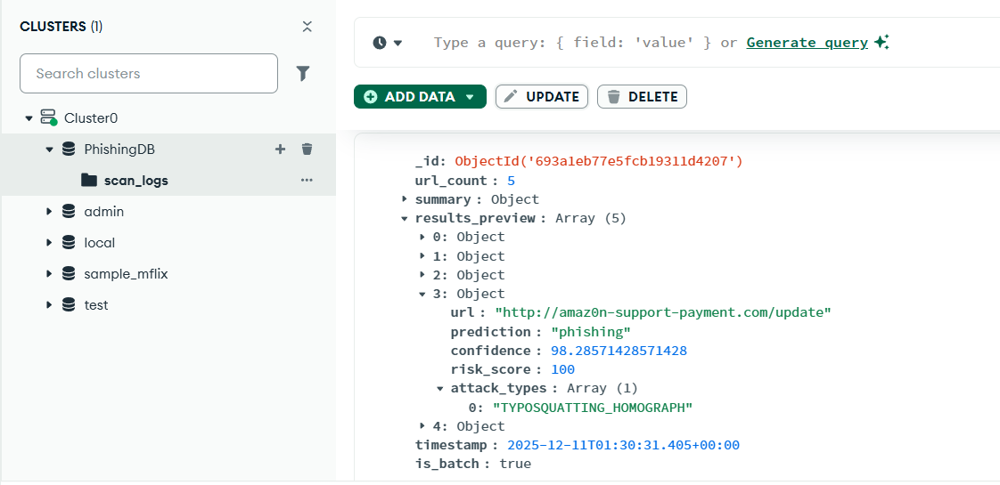 CLUSTERS (1)
Search clusters
Cluster0
PhishingDB
scan_logs
admin
local
sample_mflix
test
Type a query: { field: 'value' } or Generate query
ADD DATA
UPDATE
DELETE
_id: ObjectId('693a1eb77e5fcb19311d4207')
url_count : 5
summary : Object
results_preview : Array (5)
0: Object
1: Object
2: Object
3: Object
url : "http://amaz0n-support-payment.com/update"
prediction : "phishing"
confidence : 98.28571428571428
risk_score : 100
attack_types : Array (1)
0: "TYPOSQUATTING_HOMOGRAPH"
4: Object
timestamp : 2025-12-11T01:30:31.405+00:00
is_batch : true